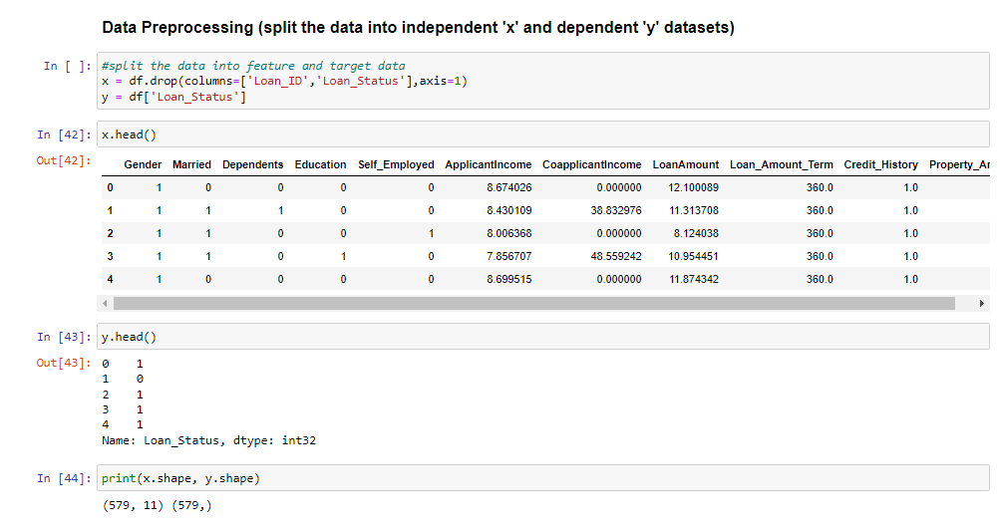 Data Preprocessing (split the data into independent 'x' and dependent 'y' datasets)
In [ ]: #split the data into feature and target data
x = df.drop(columns=['Loan_ID','Loan_Status'],axis=1)
y = df['Loan_Status']
In [42]: x.head()
Out[42]:
Gender Married Dependents Education Self_Employed ApplicantIncome CoapplicantIncome LoanAmount Loan_Amount_Term Credit_History Property_Ar
0 1 0 0 0 0 8.674026 0.000000 12.100089 360.0 1.0
1 1 1 1 0 0 8.430109 38.832976 11.313708 360.0 1.0
2 1 1 0 0 1 8.006368 0.000000 8.124038 360.0 1.0
3 1 1 0 1 0 7.856707 48.559242 10.954451 360.0 1.0
4 1 0 0 0 0 8.699515 0.000000 11.874342 360.0 1.0
In [43]: y.head()
Out[43]: 0 1
1 0
2 1
3 1
4 1
Name: Loan_Status, dtype: int32
In [44]: print(x.shape, y.shape)
(579, 11) (579,)